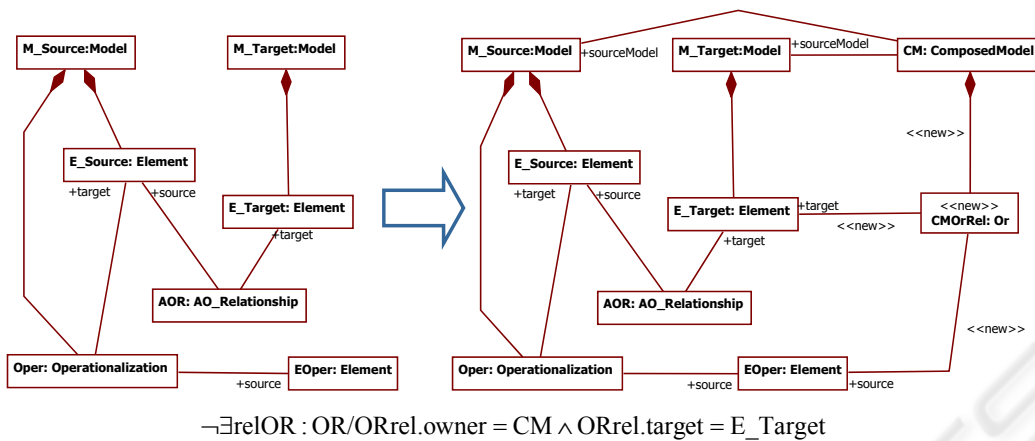 M_Source:Model
M_Target:Model
E_Source: Element
+target
+source
E_Target: Element
+target
AOR: AO_Relationship
Oper: Operationalization
+source
EOper: Element
M_Source:Model
+sourceModel
M_Target:Model
+sourceModel
CM: ComposedModel
<<new>>
E_Source: Element
+target
+source
E_Target: Element
+target
+target
<<new>>
<<new>>
CMOrRel: Or
AOR: AO_Relationship
<<new>>
Oper: Operationalization
+source
EOper: Element
+source
¬∃relOR : OR/ORrel.owner = CM ∧ ORrel.target = E_Target